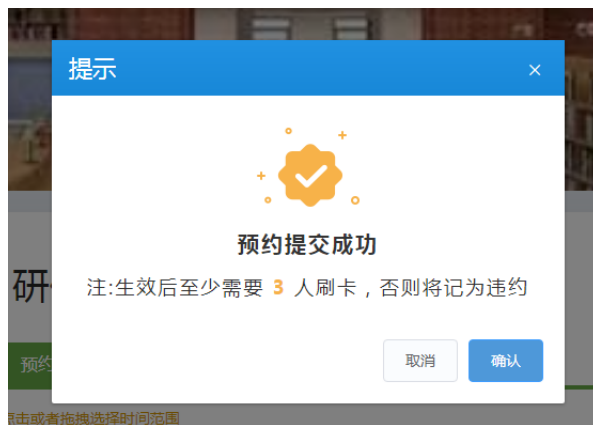 提示
预约提交成功
注:生效后至少需要 3 人刷卡，否则将记为违约
研
取消 确认
预约
点击或者拖拽选择时间范围